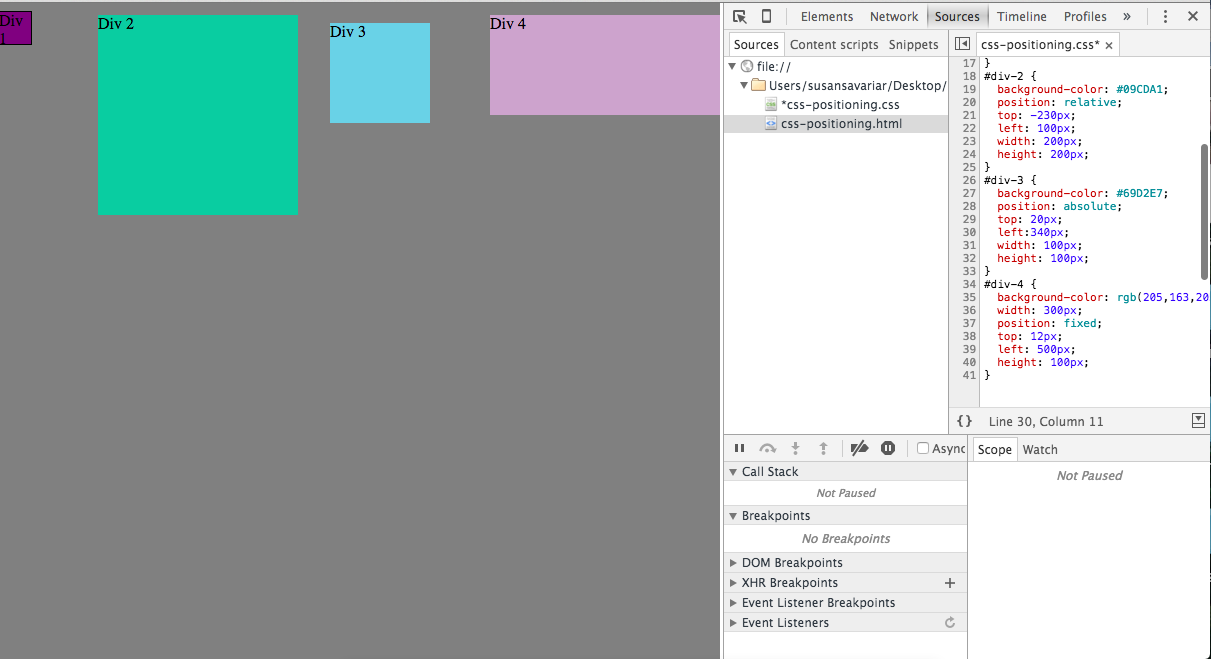 Div
1
Div 2
Div 3
Div 4
Elements Network Sources Timeline Profiles »
Sources Content scripts Snippets
css-positioning.css* ×
file://
Users/susansavariar/Desktop/
*css-positioning.css
css-positioning.html
17 }
18 #div-2 {
19 background-color: #09CDA1;
20 position: relative;
21 top: -230px;
22 left: 100px;
23 width: 200px;
24 height: 200px;
25 }
26 #div-3 {
27 background-color: #69D2E7;
28 position: absolute;
29 top: 20px;
30 left:340px;
31 width: 100px;
32 height: 100px;
33 }
34 #div-4 {
35 background-color: rgb(205,163,20
36 width: 300px;
37 position: fixed;
38 top: 12px;
39 left: 500px;
40 height: 100px;
41 }
{} Line 30, Column 11
Async
Scope Watch
Call Stack
Not Paused
Not Paused
Breakpoints
No Breakpoints
DOM Breakpoints
XHR Breakpoints +
Event Listener Breakpoints
Event Listeners